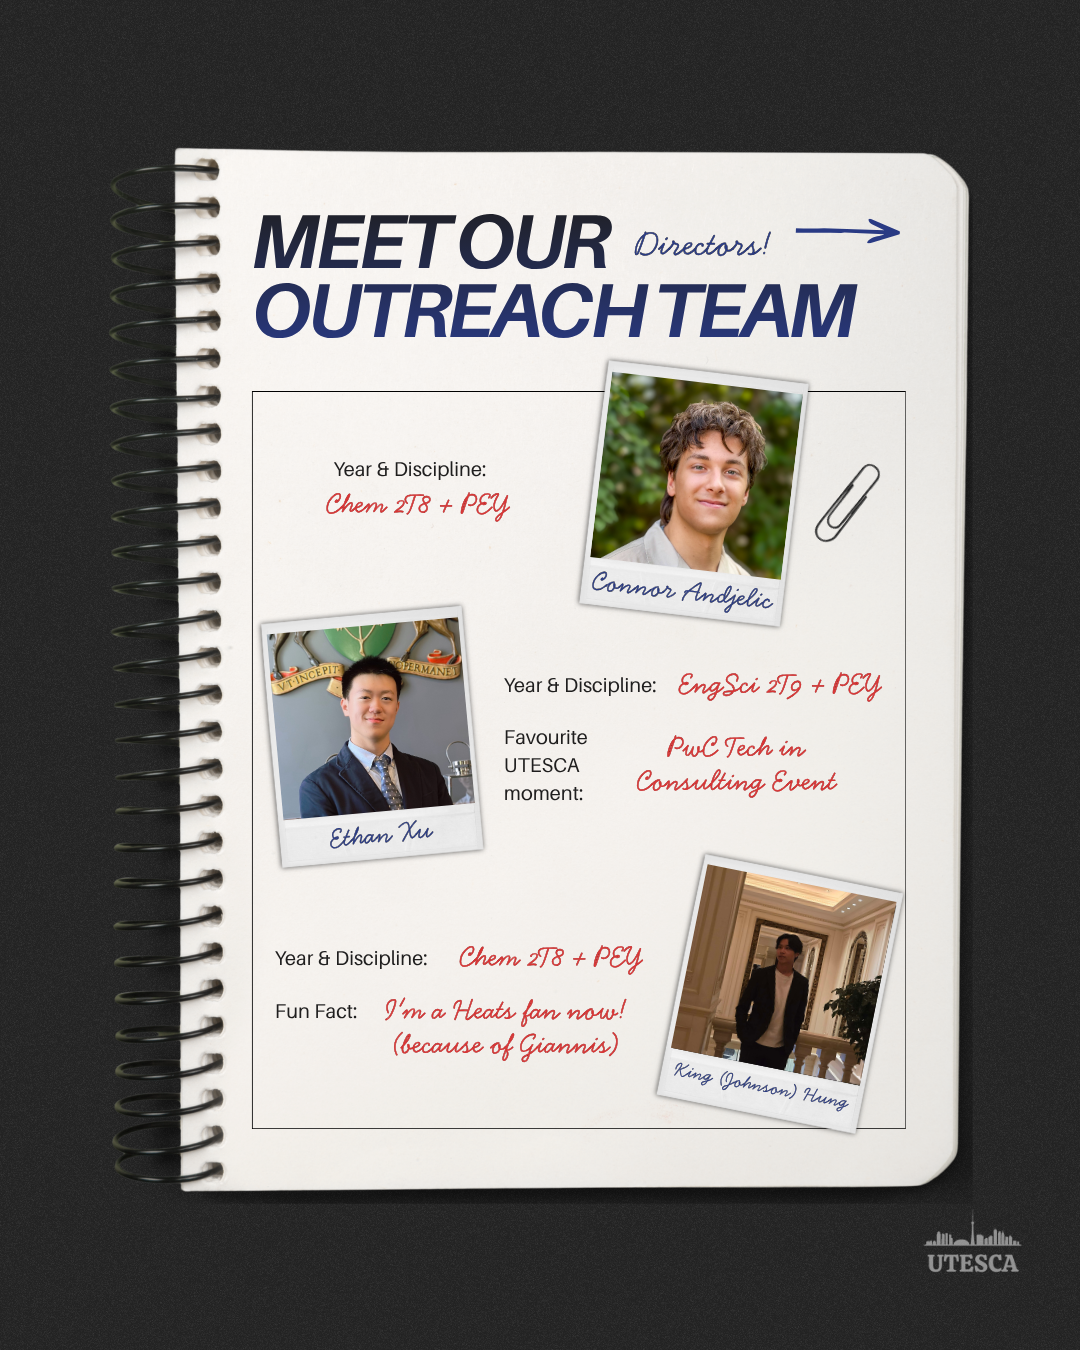 MEET OUR Directors!
OUTREACH TEAM
Year & Discipline:
Chem 2T8 + PEY
Connor Andjelic
VT·INCEPIT
PERMANET
Year & Discipline: EngSci 2T9 + PEY
Favourite
UTESCA
moment:
PwC Tech in
Consulting Event
Ethan Xu
Year & Discipline: Chem 2T8 + PEY
Fun Fact: I'm a Heats fan now!
(because of Giannis)
King (Johnson) Hung
UTESCA